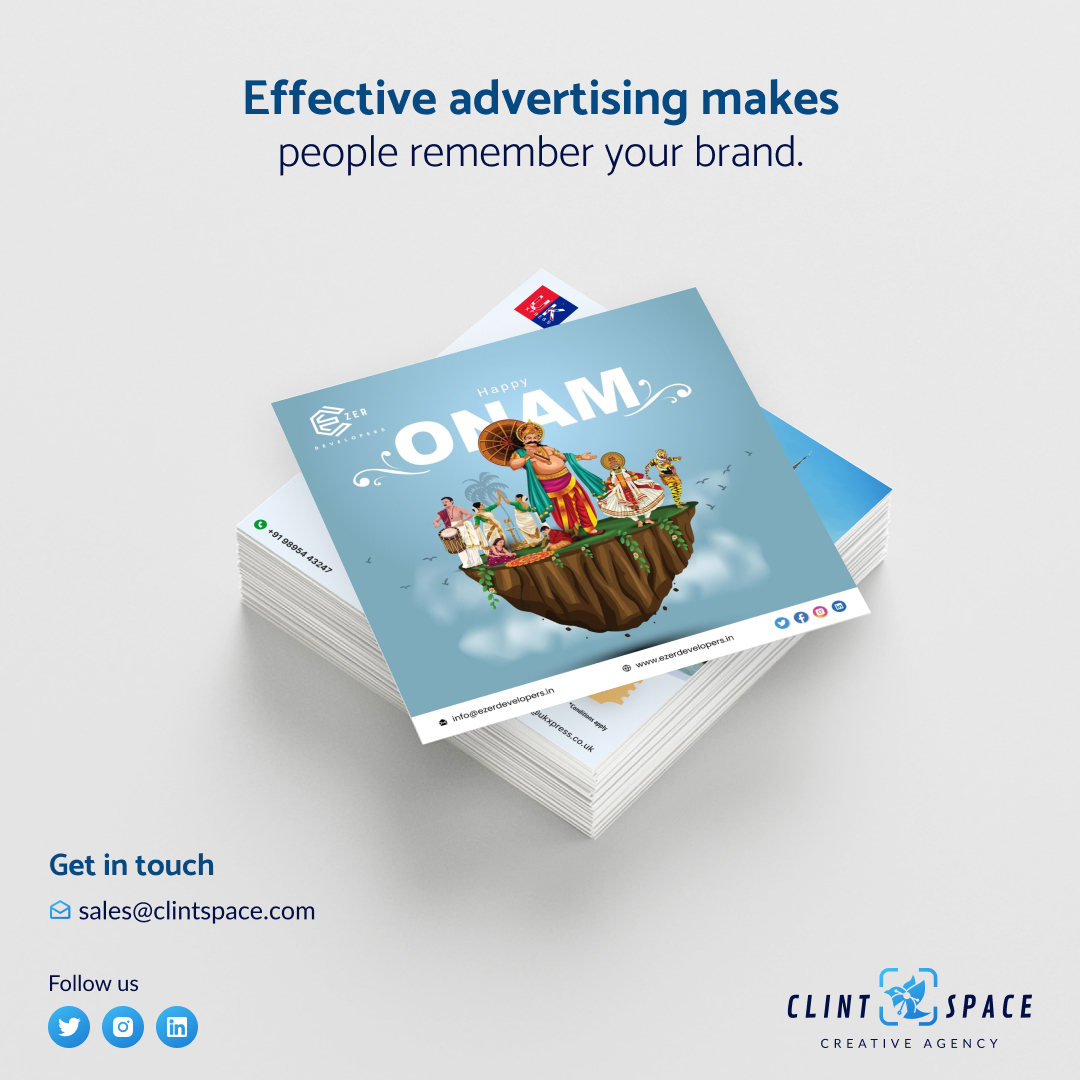 Effective advertising makes
people remember your brand.
EZER
DEVELOPERS
Happy
ONAM
+91 98954 43247
info@ezerdevelopers.in
www.ezerdevelopers.in
*Conditions apply
ukxpress.co.uk
Get in touch
sales@clintspace.com
Follow us
CLINT SPACE
CREATIVE AGENCY